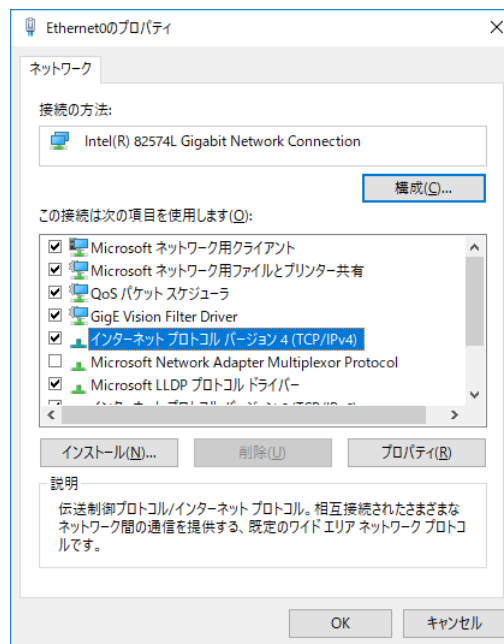 Ethernet0のプロパティ
ネットワーク
接続の方法:
Intel(R) 82574L Gigabit Network Connection
構成(C)...
この接続は次の項目を使用します(O):
Microsoft ネットワーク用クライアント
Microsoft ネットワーク用ファイルとプリンター共有
QoS パケット スケジューラ
GigE Vision Filter Driver
インターネット プロトコル バージョン 4 (TCP/IPv4)
Microsoft Network Adapter Multiplexor Protocol
Microsoft LLDP プロトコル ドライバー
インストール(N)...
削除(U)
プロパティ(R)
説明
伝送制御プロトコル/インターネット プロトコル。相互接続されたさまざまな
ネットワーク間の通信を提供する、既定のワイド エリア ネットワーク プロトコ
ルです。
OK
キャンセル